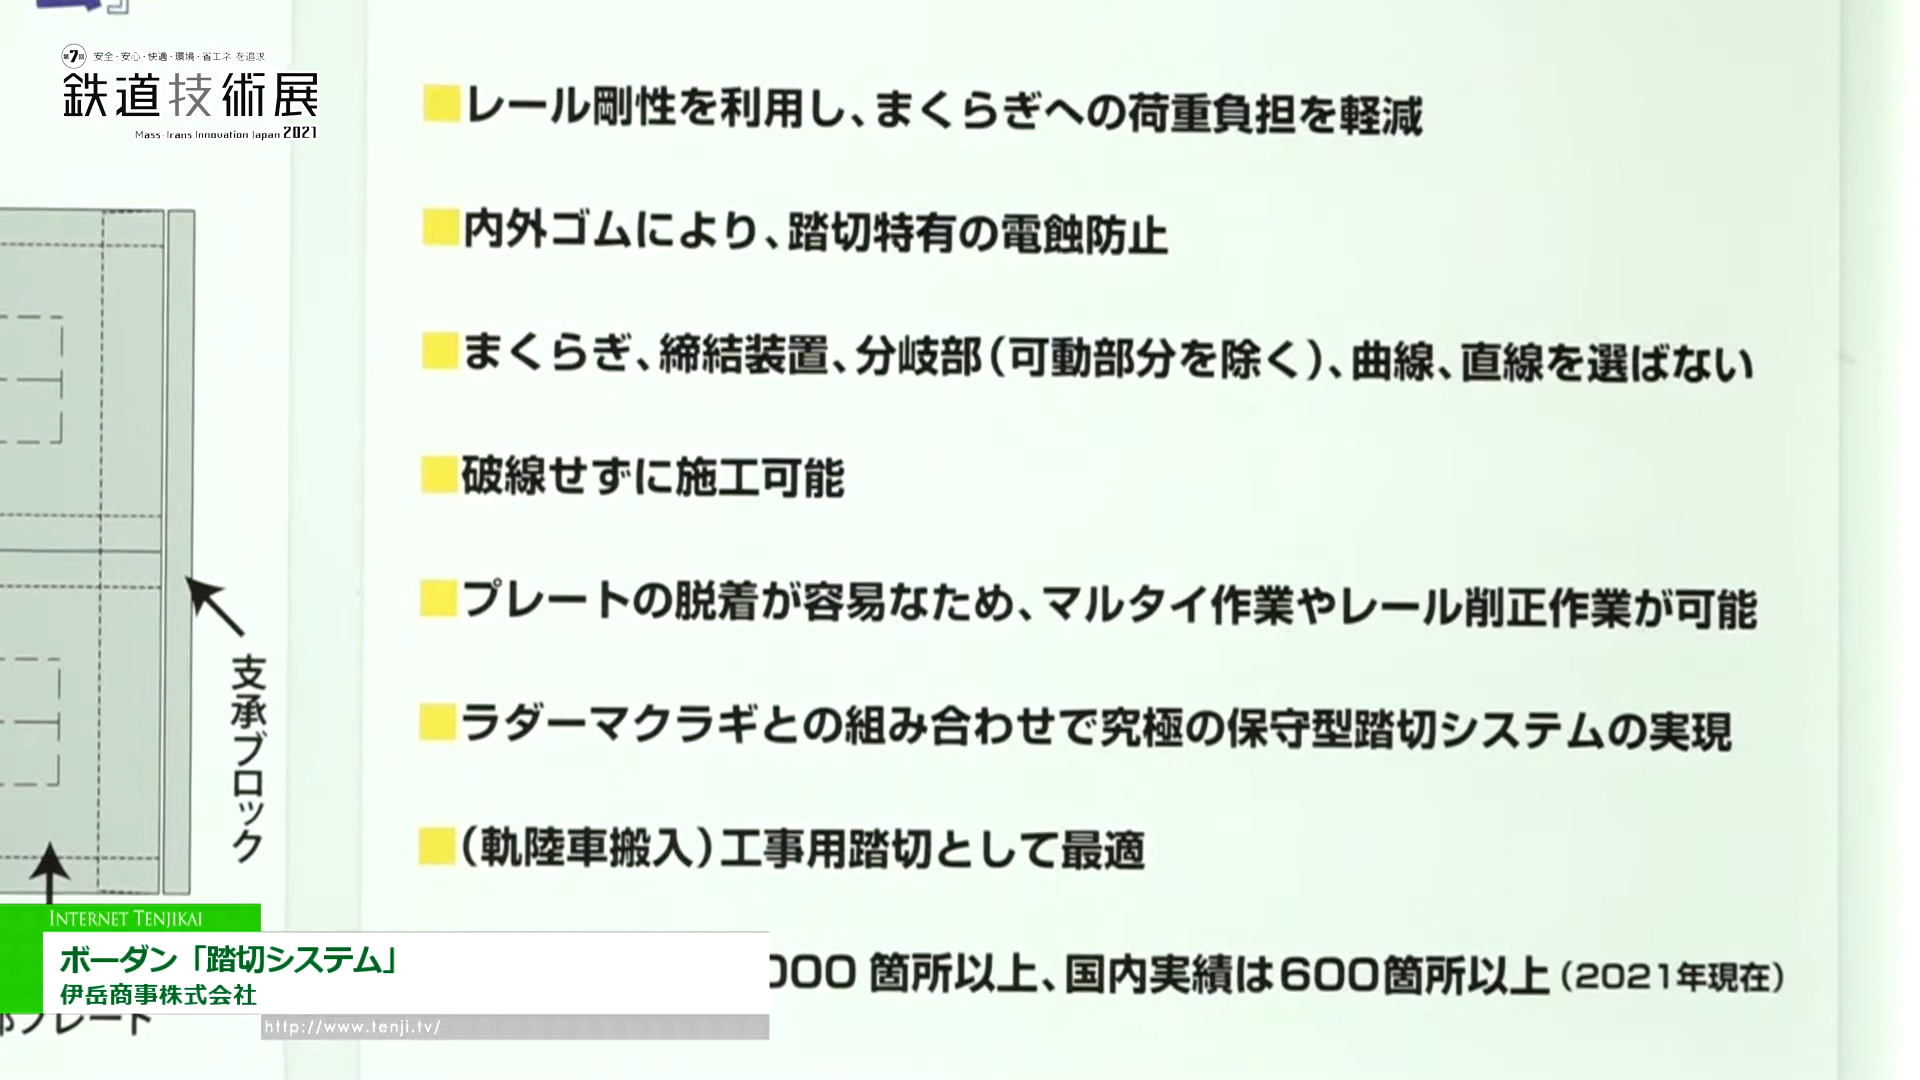 』
第7回 安全・安心・快適・環境・省エネ を追求
鉄道技術展
Mass-Trans Innovation Japan 2021
■レール剛性を利用し、まくらぎへの荷重負担を軽減
■内外ゴムにより、踏切特有の電蝕防止
■まくらぎ、締結装置、分岐部（可動部分を除く）、曲線、直線を選ばない
■破線せずに施工可能
■プレートの脱着が容易なため、マルタイ作業やレール削正作業が可能
■ラダーマクラギとの組み合わせで究極の保守型踏切システムの実現
■（軌陸車搬入）工事用踏切として最適
000 箇所以上、国内実績は600箇所以上（2021年現在）
支承ブロック
部プレート
INTERNET TENJIKAI
ボーダン「踏切システム」
伊岳商事株式会社
http://www.tenji.tv/